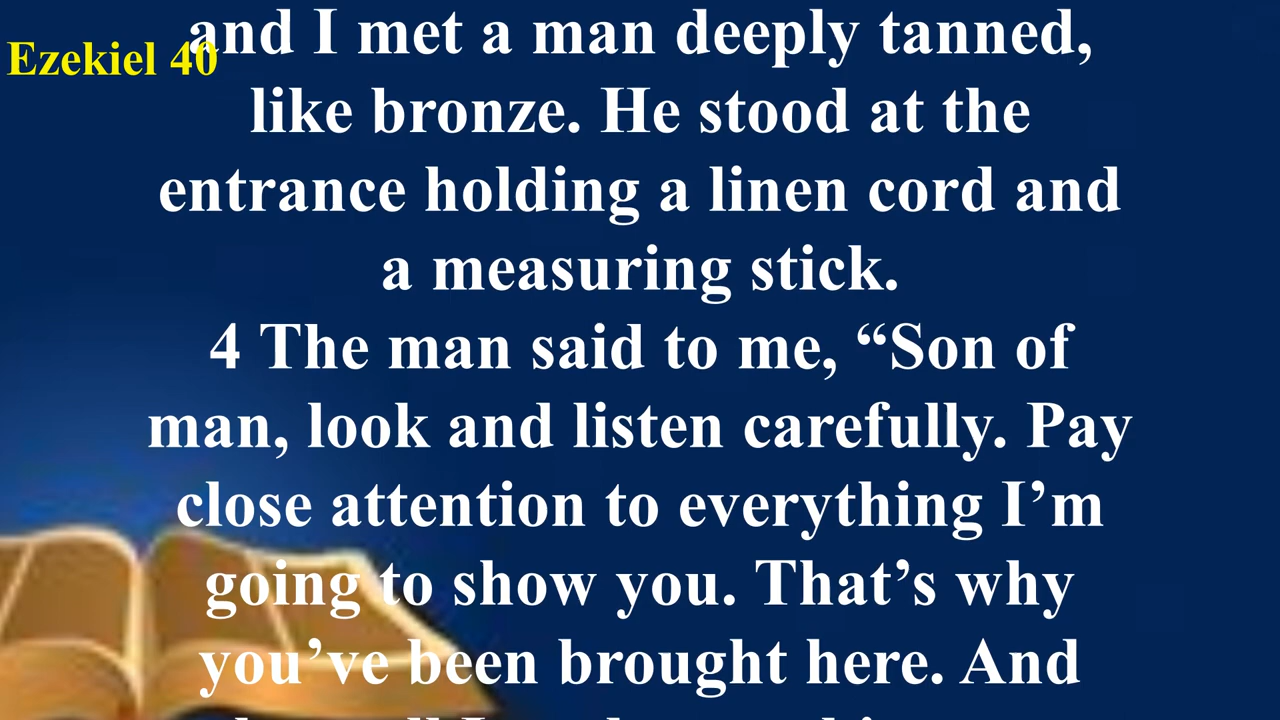 Ezekiel 40
and I met a man deeply tanned,
like bronze. He stood at the
entrance holding a linen cord and
a measuring stick.
4 The man said to me, “Son of
man, look and listen carefully. Pay
close attention to everything I’m
going to show you. That’s why
you’ve been brought here. And